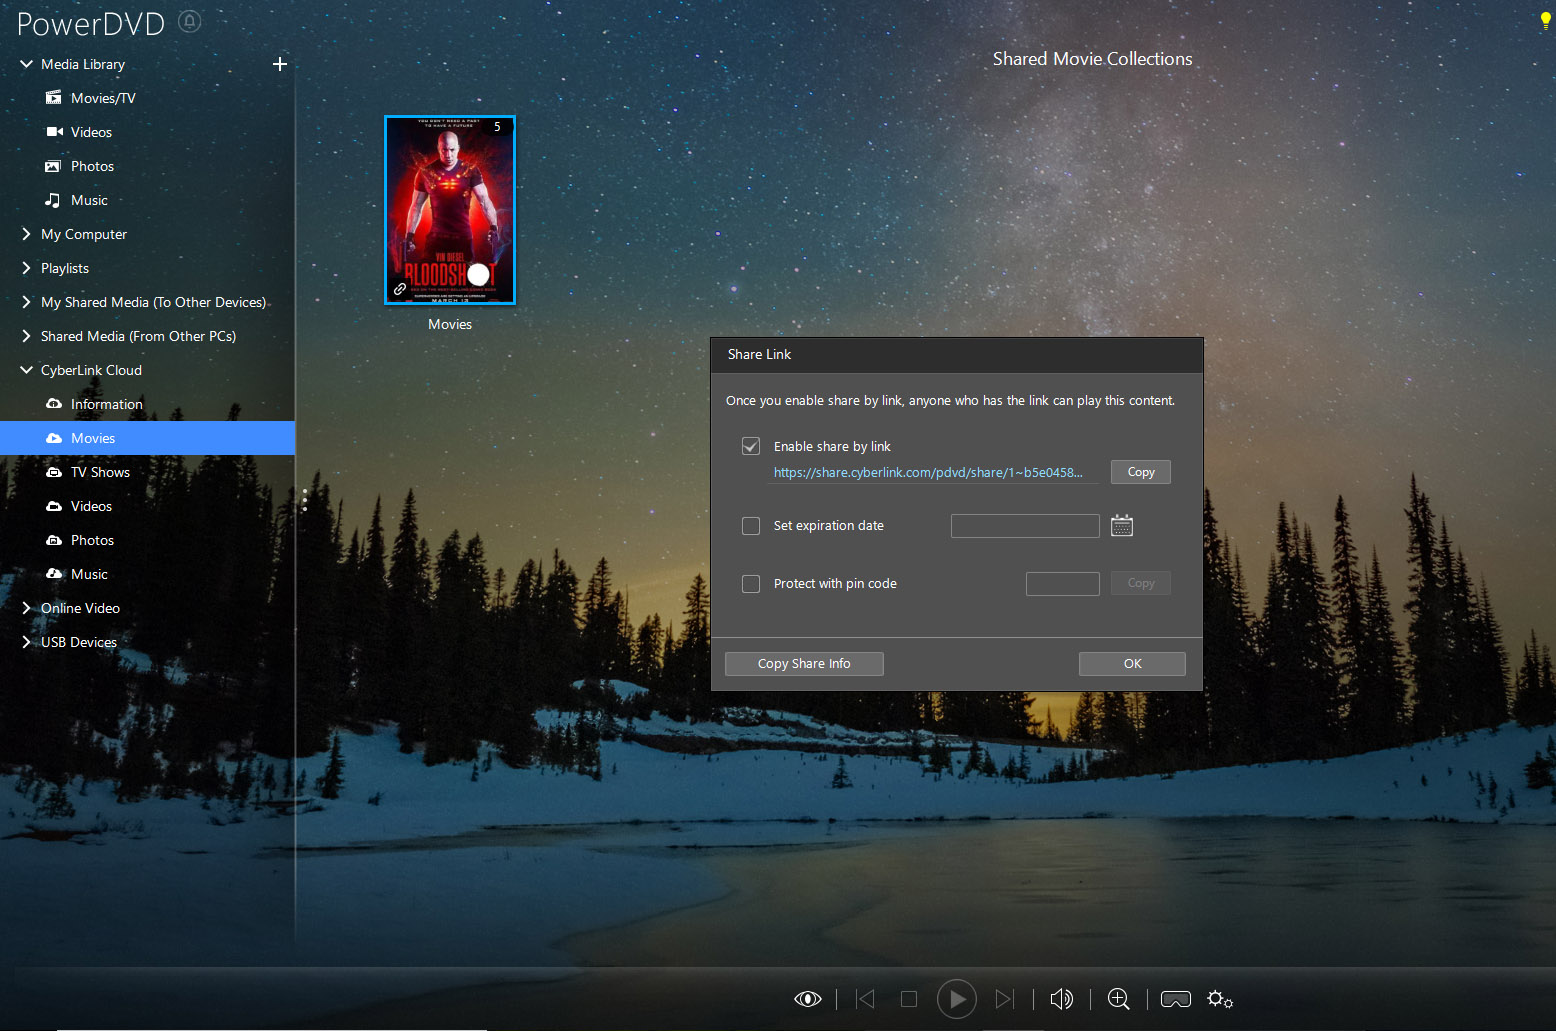 PowerDVD
Media Library
Movies/TV
Videos
Photos
Music
My Computer
Playlists
My Shared Media (To Other Devices)
Shared Media (From Other PCs)
CyberLink Cloud
Information
Movies
TV Shows
Videos
Photos
Music
Online Video
USB Devices
Shared Movie Collections
YOU DON'T NEED A PAST
TO HAVE A FUTURE
5
VIN DIESEL
MARCH 13
Movies
Share Link
Once you enable share by link, anyone who has the link can play this content.
Enable share by link
https://share.cyberlink.com/pdvd/share/1~b5e0458... Copy
Set expiration date
Protect with pin code Copy
Copy Share Info OK